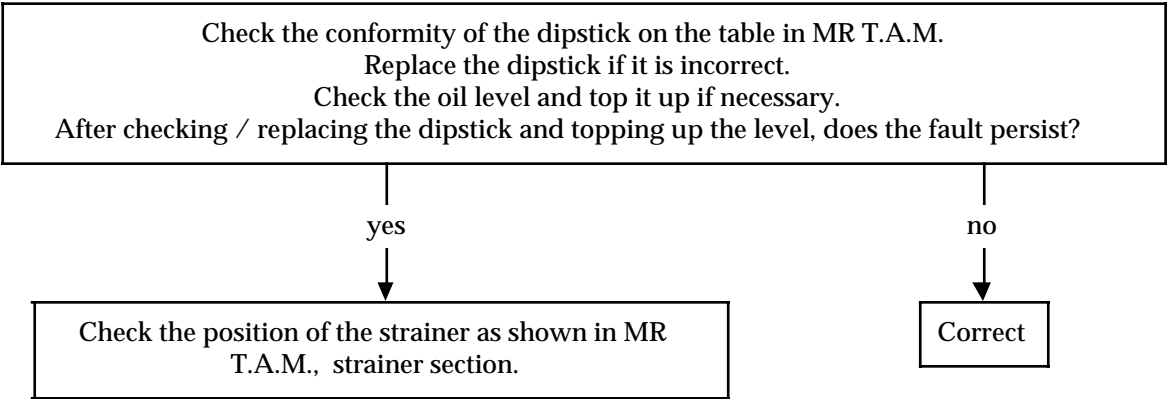 Check the conformity of the dipstick on the table in MR T.A.M.
Replace the dipstick if it is incorrect.
Check the oil level and top it up if necessary.
After checking / replacing the dipstick and topping up the level, does the fault persist?
yes
no
Check the position of the strainer as shown in MR
T.A.M., strainer section.
Correct